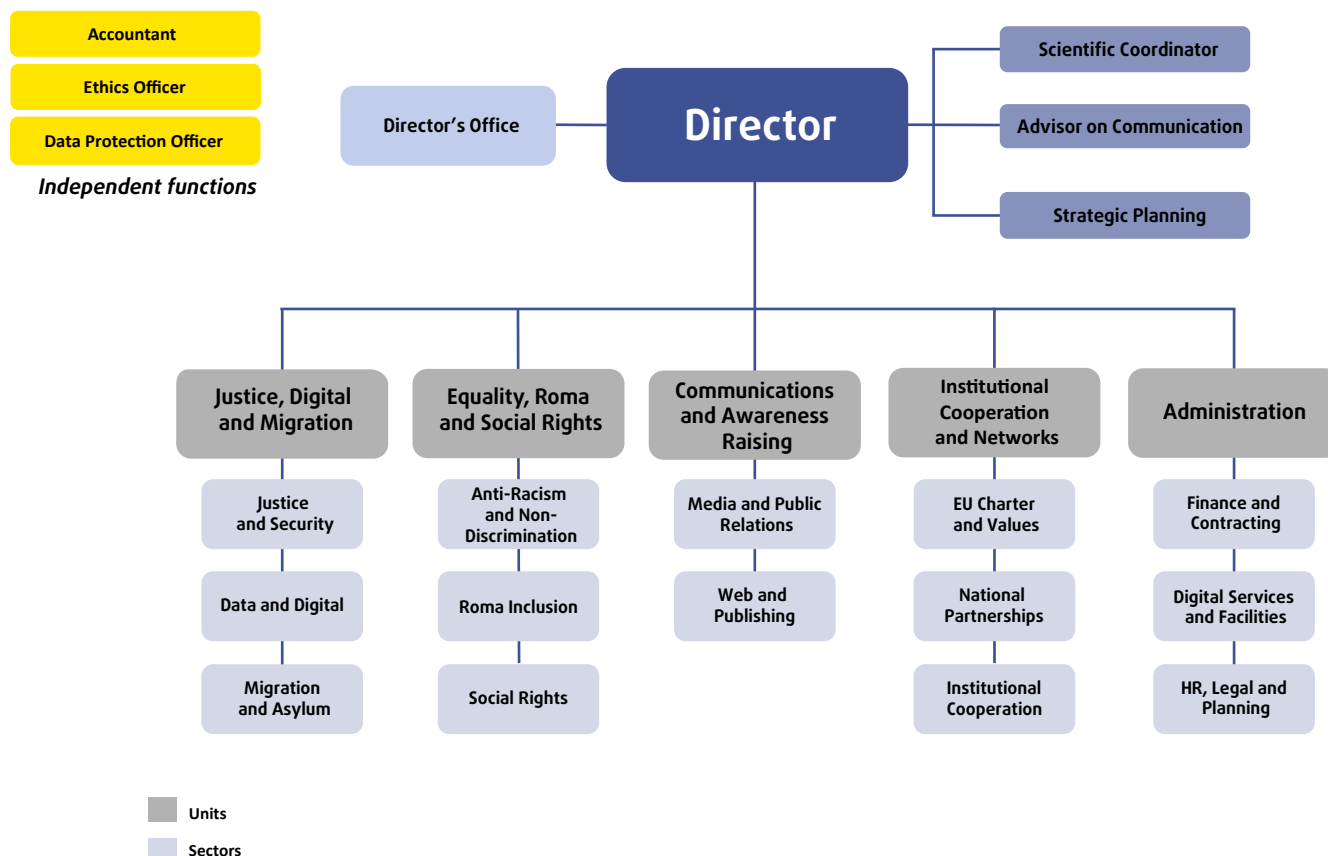 Accountant
Ethics Officer
Data Protection Officer
Independent functions
Director's Office
Director
Scientific Coordinator
Advisor on Communication
Strategic Planning
Justice, Digital
and Migration
Justice
and Security
Data and Digital
Migration
and Asylum
Equality, Roma
and Social Rights
Anti-Racism
and Non-
Discrimination
Roma Inclusion
Social Rights
Communications
and Awareness
Raising
Media and Public
Relations
Web and
Publishing
Institutional
Cooperation
and Networks
EU Charter
and Values
National
Partnerships
Institutional
Cooperation
Administration
Finance and
Contracting
Digital Services
and Facilities
HR, Legal and
Planning
Units
Sectors